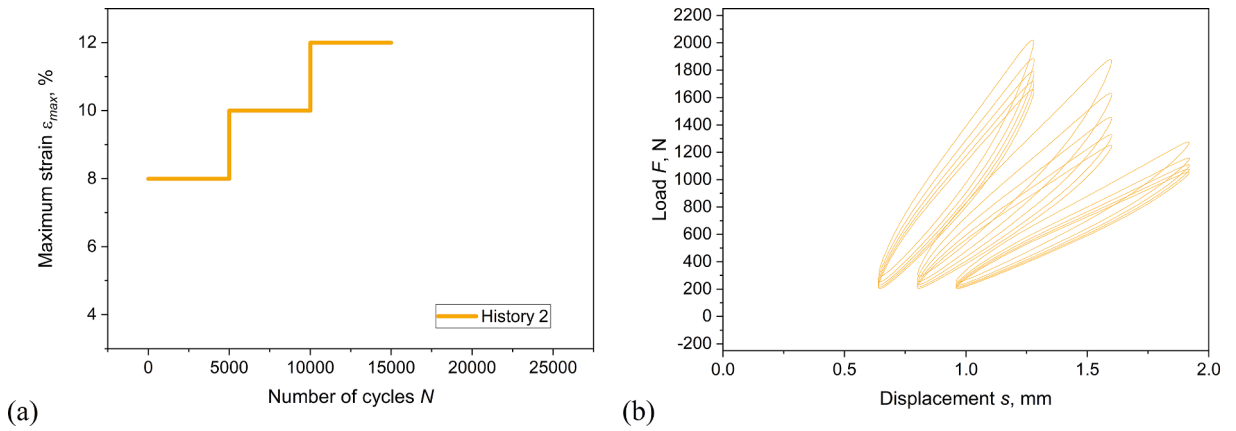 12
10
8
6
4
Maximum strain εmax, %
History 2
0 5000 10000 15000 20000 25000
Number of cycles N
(a)
2200
2000
1800
1600
1400
1200
1000
800
600
400
200
0
-200
Load F, N
0.0 0.5 1.0 1.5 2.0
Displacement s, mm
(b)